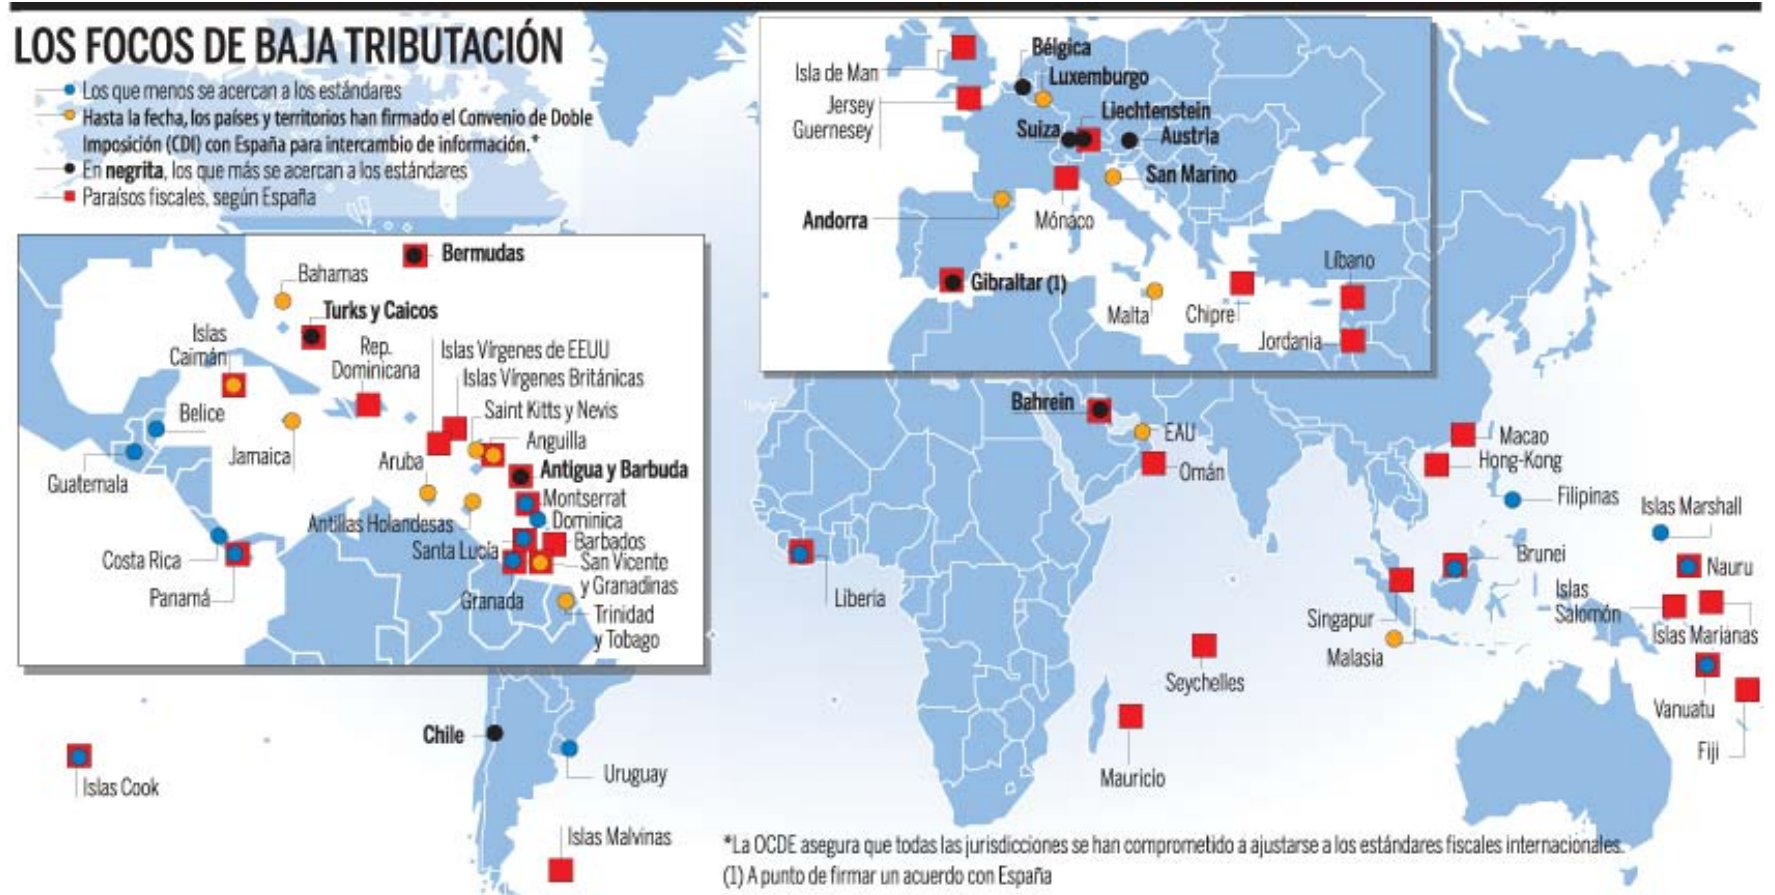 LOS FOCOS DE BAJA TRIBUTACIÓN
Los que menos se acercan a los estándares
Hasta la fecha, los países y territorios han firmado el Convenio de Doble
Imposición (CDI) con España para intercambio de información.*
En negrita, los que más se acercan a los estándares
Paraísos fiscales, según España
Bermudas
Bahamas
Turks y Caicos
Islas
Caimán
Rep.
Dominicana
Islas Vírgenes de EEUU
Islas Vírgenes Británicas
Saint Kitts y Nevis
Belice
Anguilla
Jamaica
Aruba
Antigua y Barbuda
Guatemala
Montserrat
Antillas Holandesas
Dominica
Santa Lucía
Barbados
Costa Rica
San Vicente
y Granadinas
Panamá
Granada
Trinidad
y Tobago
Isla de Man
Bélgica
Luxemburgo
Jersey
Guernesey
Liechtenstein
Suiza
Austria
San Marino
Andorra
Mónaco
Líbano
Gibraltar (1)
Malta
Chipre
Jordania
Bahrein
EAU
Omán
Macao
Hong-Kong
Filipinas
Islas Marshall
Liberia
Brunei
Nauru
Islas
Salomón
Singapur
Islas Marianas
Malasia
Seychelles
Vanuatu
Mauricio
Fiji
Chile
Uruguay
Islas Cook
Islas Malvinas
*La OCDE asegura que todas las jurisdicciones se han comprometido a ajustarse a los estándares fiscales internacionales.
(1) A punto de firmar un acuerdo con España